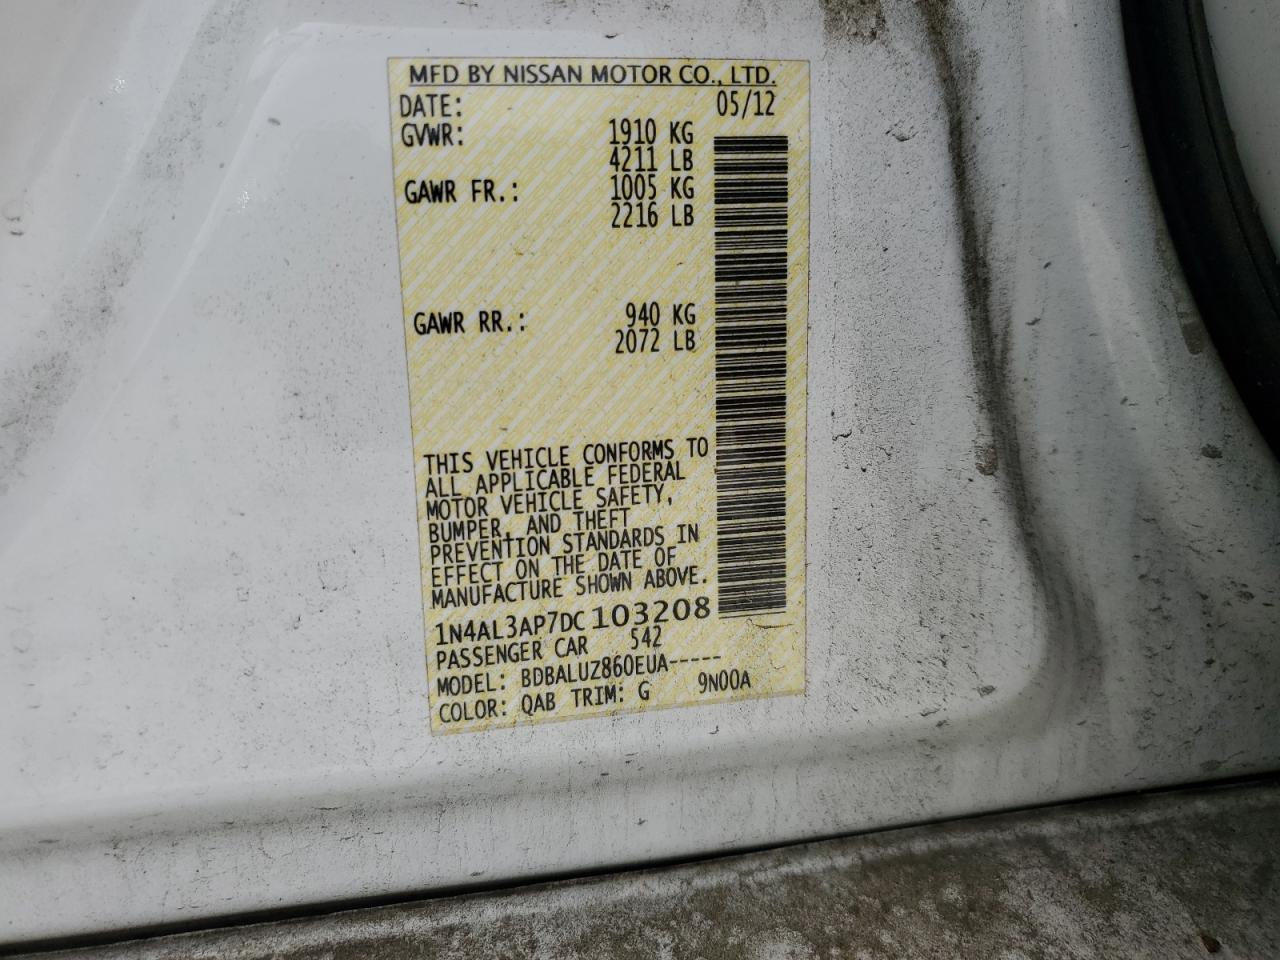 MFD BY NISSAN MOTOR CO., LTD.
DATE: 05/12
GVWR: 1910 KG
4211 LB
GAWR FR.: 1005 KG
2216 LB
GAWR RR.: 940 KG
2072 LB
THIS VEHICLE CONFORMS TO
ALL APPLICABLE FEDERAL
MOTOR VEHICLE SAFETY,
BUMPER, AND THEFT
PREVENTION STANDARDS IN
EFFECT ON THE DATE OF
MANUFACTURE SHOWN ABOVE.
1N4AL3AP7DC103208
PASSENGER CAR 542
MODEL: BDBALUZ860EUA-----
COLOR: QAB TRIM: G 9N00A